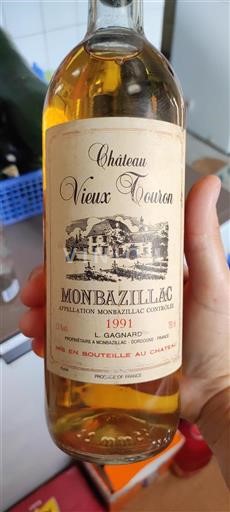 Château
Vieux Touron
MONBAZILLAC
APPELLATION MONBAZILLAC CONTRÔLÉE
1991
L. GAGNARD
PROPRIÉTAIRE A MONBAZILLAC - DORDOGNE - FRANCE
MIS EN BOUTEILLE AU CHATEAU
PRODUCE OF FRANCE